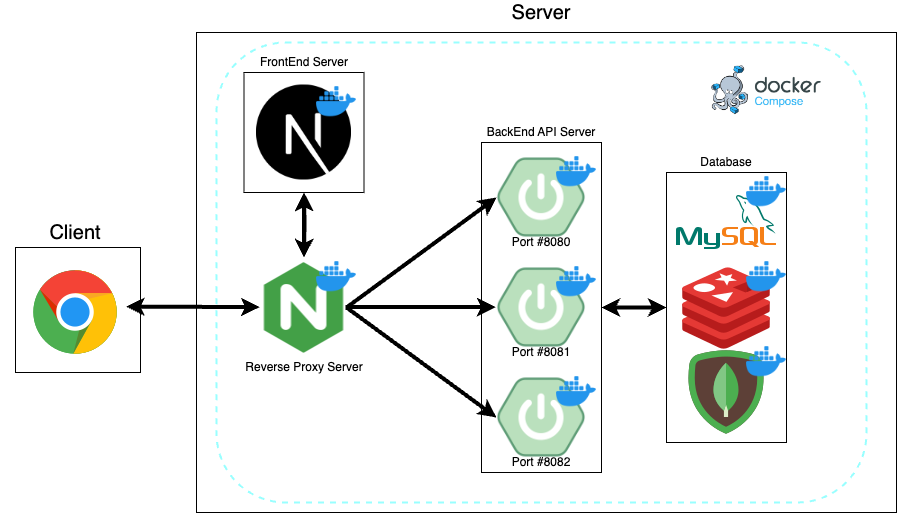 Server
FrontEnd Server
docker
Compose
BackEnd API Server
Database
Client
MySQL
Port #8080
Port #8081
Reverse Proxy Server
Port #8082